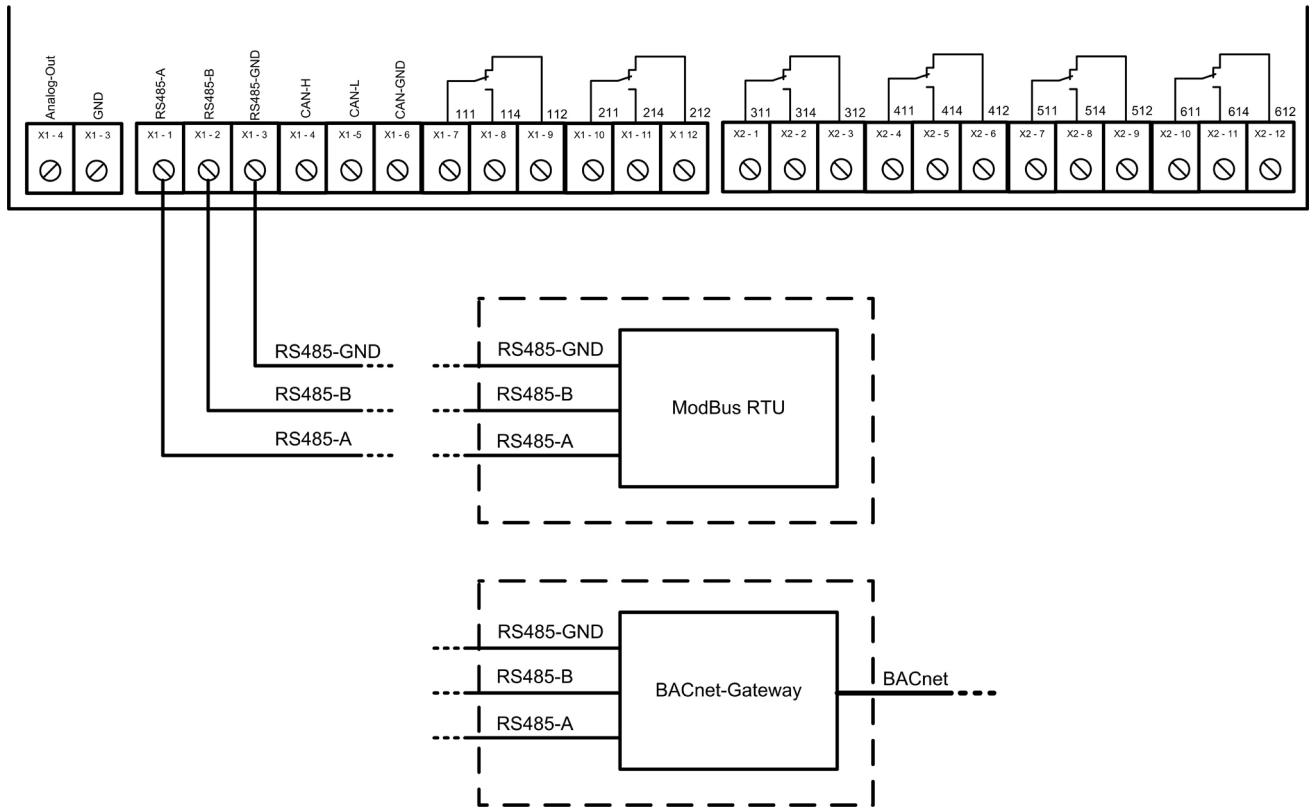 Analog-Out
GND
RS485-A
RS485-B
RS485-GND
CAN-H
CAN-L
CAN-GND
111 114 112 211 214 212 311 314 312 411 414 412 511 514 512 611 614 612
X1 - 4 X1 - 3 X1 - 1 X1 - 2 X1 - 3 X1 - 4 X1 -5 X1 - 6 X1 - 7 X1 - 8 X1 - 9 X1 - 10 X1 - 11 X 1 12 X2 - 1 X2 - 2 X2 - 3 X2 - 4 X2 - 5 X2 - 6 X2 - 7 X2 - 8 X2 - 9 X2 - 10 X2 - 11 X2 - 12
RS485-GND RS485-GND
RS485-B RS485-B
ModBus RTU
RS485-A RS485-A
RS485-GND
RS485-B
BACnet-Gateway
BACnet
RS485-A